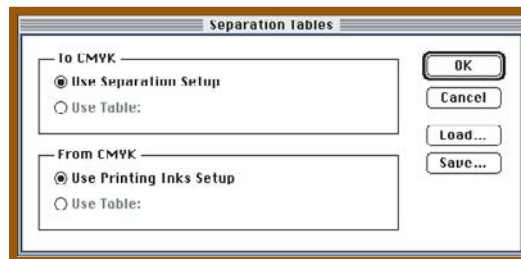 Separation Tables
To CMYK
Use Separation Setup
Use Table:
From CMYK
Use Printing Inks Setup
Use Table:
OK
Cancel
Load...
Save...